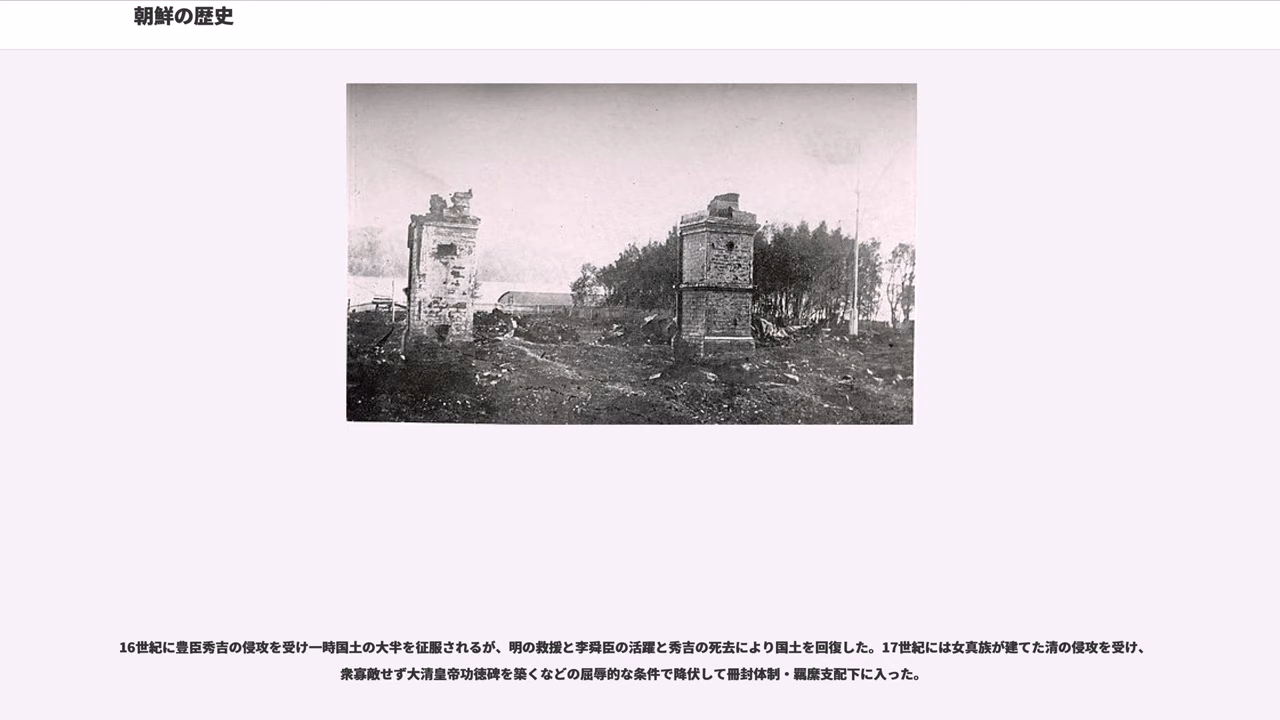 朝鮮の歴史
16世紀に豊臣秀吉の侵攻を受け一時国土の大半を征服されるが、明の救援と李舜臣の活躍と秀吉の死去により国土を回復した。17世紀には女真族が建てた清の侵攻を受け、
衆寡敵せず大清皇帝功徳碑を築くなどの屈辱的な条件で降伏して冊封体制・羈縻支配下に入った。